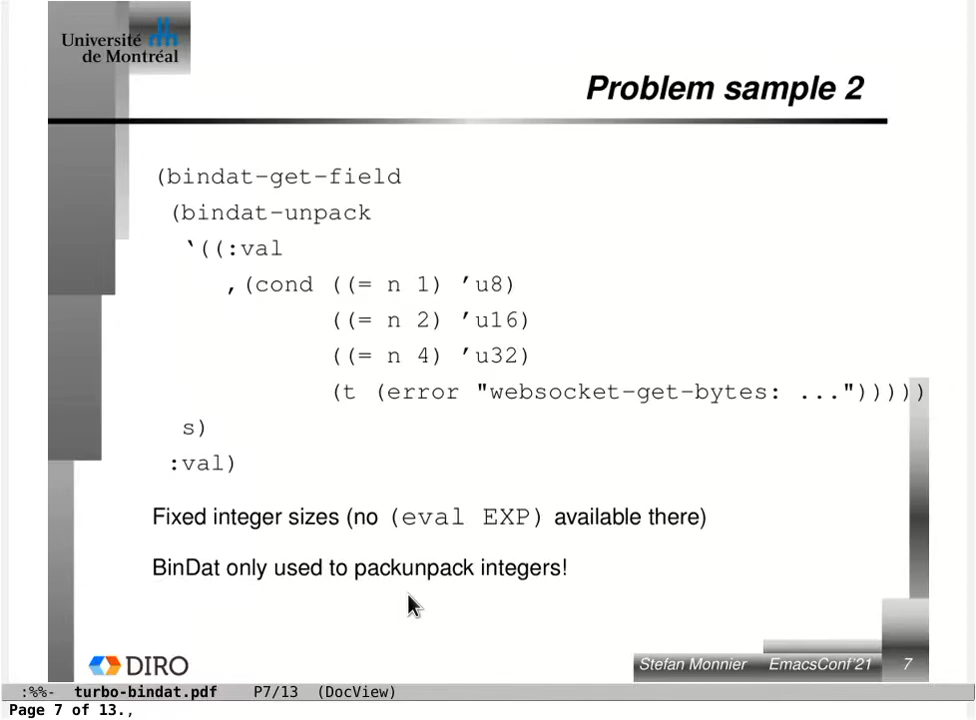 Université
de Montréal
Problem sample 2
(bindat-get-field
(bindat-unpack
‘((:val
,(cond ((= n 1) ’u8)
((= n 2) ’u16)
((= n 4) ’u32)
(t (error "websocket-get-bytes: ...")))))
s)
:val)
Fixed integer sizes (no (eval EXP) available there)
BinDat only used to packunpack integers!
DIRO
Stefan Monnier EmacsConf'21 7
:%%- turbo-bindat.pdf P7/13 (DocView)
Page 7 of 13.,